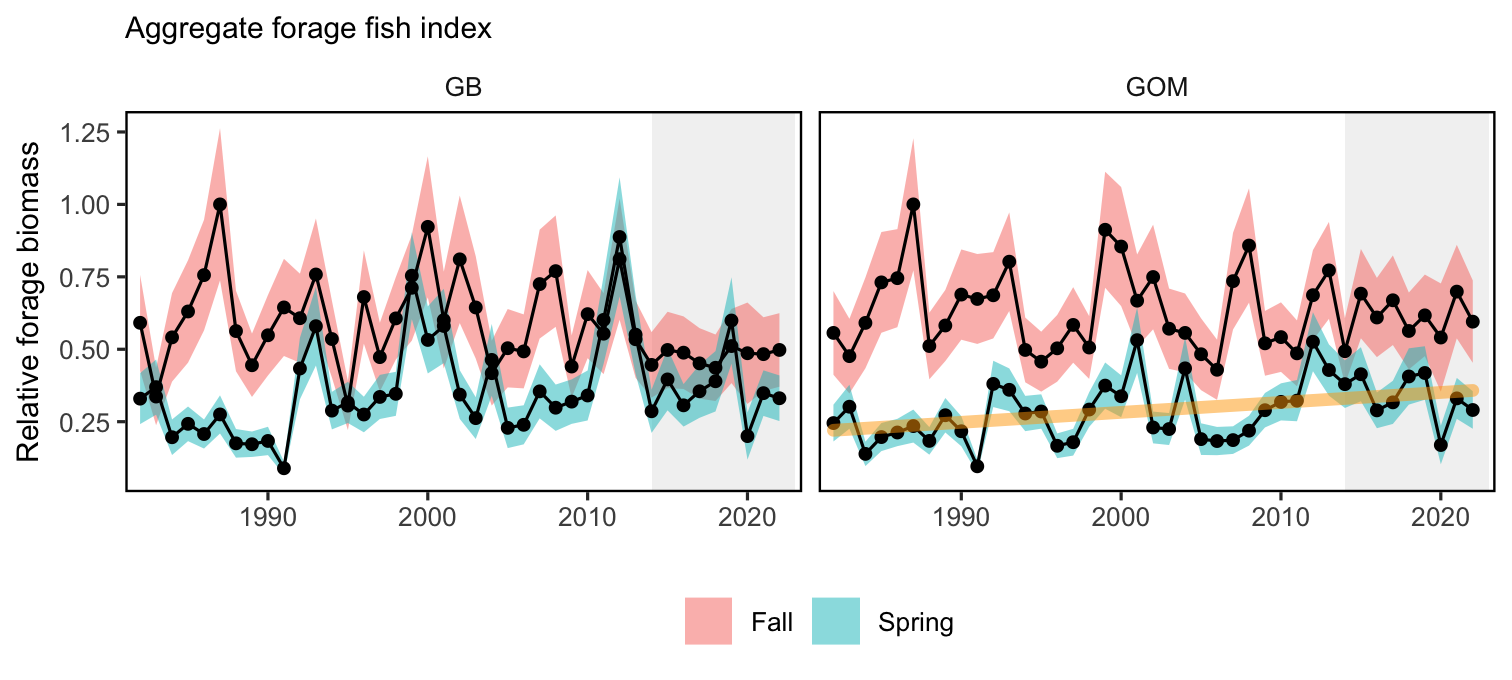 Aggregate forage fish index
GB
GOM
Relative forage biomass
1.25
1.00
0.75
0.50
0.25
1990
2000
2010
2020
1990
2000
2010
2020
Fall
Spring